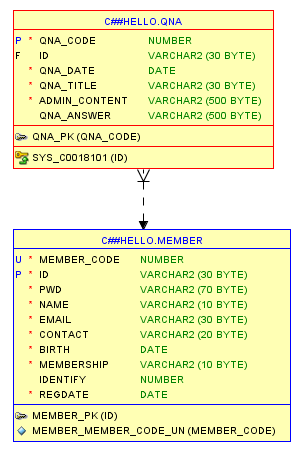 C##HELLO.QNA
P * QNA_CODE NUMBER
F ID VARCHAR2 (30 BYTE)
* QNA_DATE DATE
* QNA_TITLE VARCHAR2 (30 BYTE)
* ADMIN_CONTENT VARCHAR2 (500 BYTE)
QNA_ANSWER VARCHAR2 (500 BYTE)
QNA_PK (QNA_CODE)
SYS_C0018101 (ID)
C##HELLO.MEMBER
U * MEMBER_CODE NUMBER
P * ID VARCHAR2 (30 BYTE)
* PWD VARCHAR2 (70 BYTE)
* NAME VARCHAR2 (10 BYTE)
* EMAIL VARCHAR2 (30 BYTE)
* CONTACT VARCHAR2 (20 BYTE)
* BIRTH DATE
* MEMBERSHIP VARCHAR2 (10 BYTE)
IDENTIFY NUMBER
* REGDATE DATE
MEMBER_PK (ID)
MEMBER_MEMBER_CODE_UN (MEMBER_CODE)